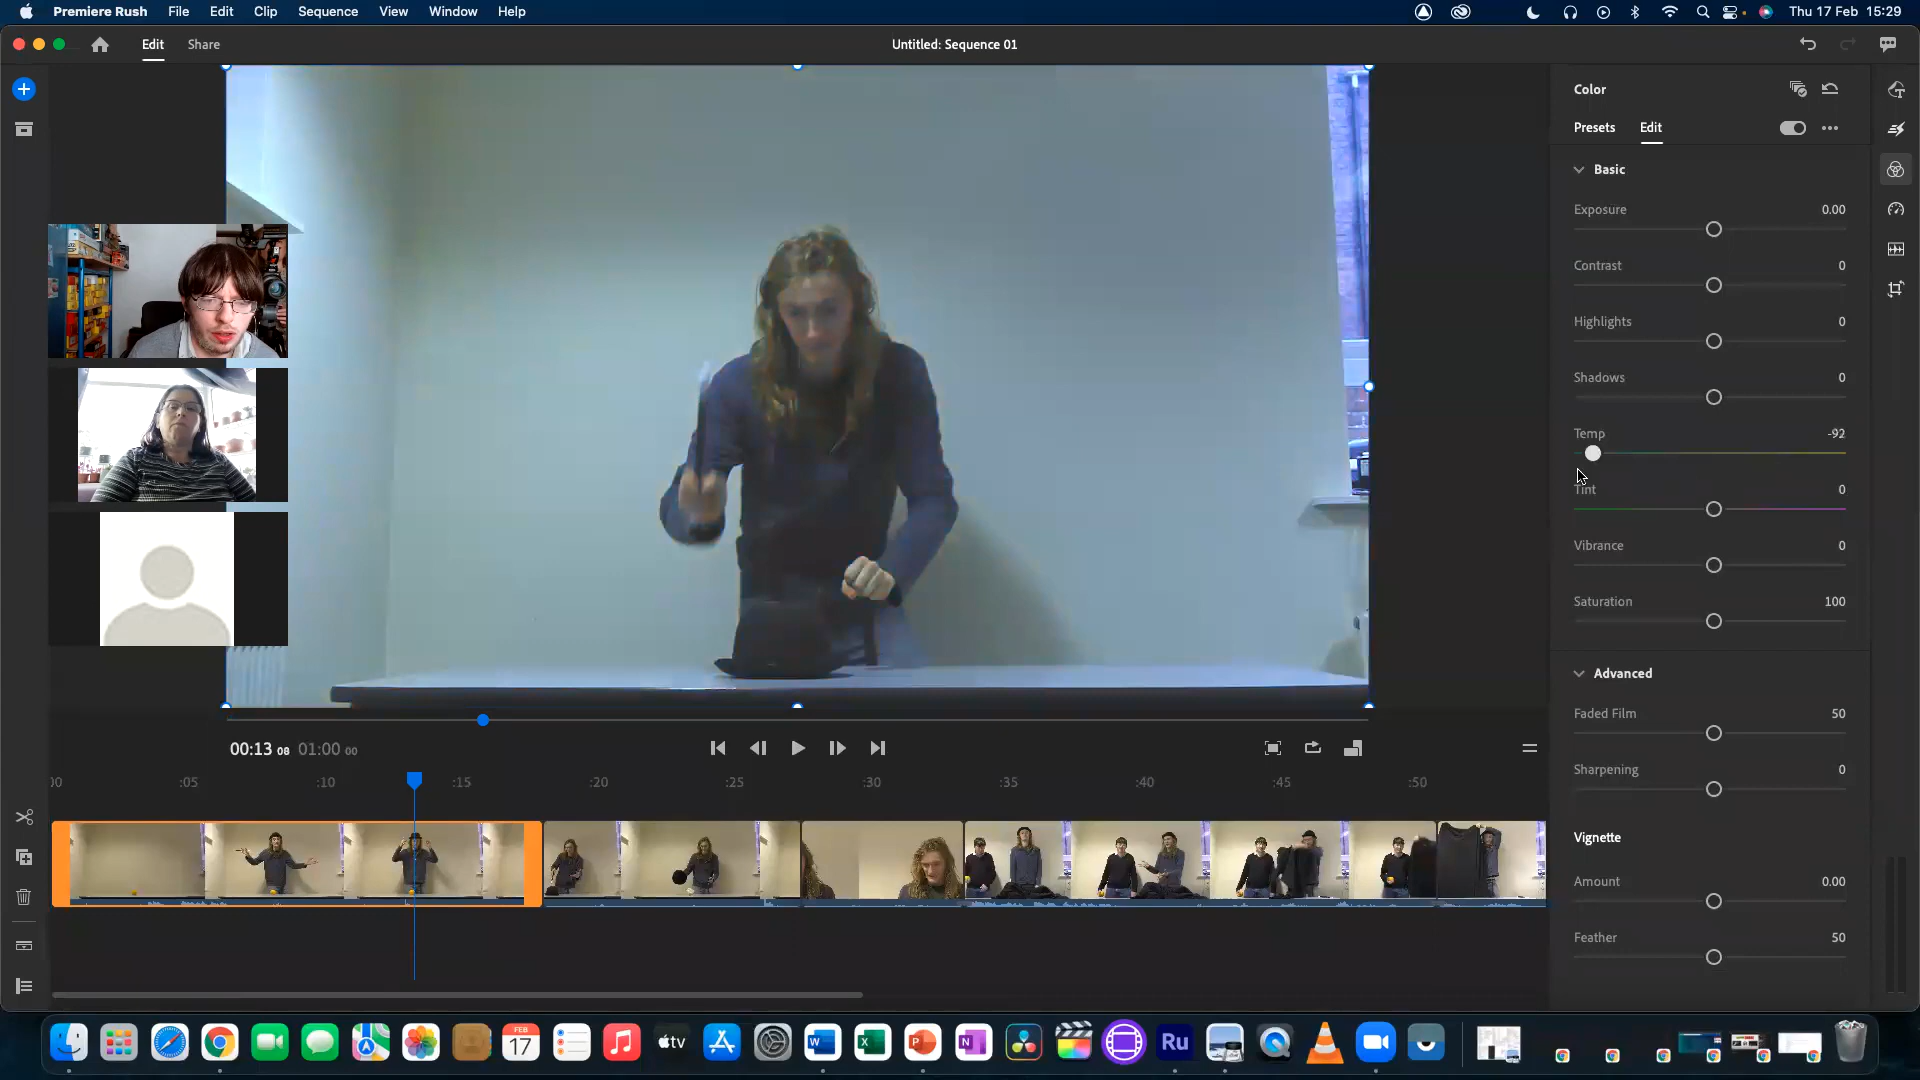 Premiere Rush File Edit Clip Sequence View Window Help Thu 17 Feb 15:29
Edit Share Untitled: Sequence 01
Color
Presets Edit
Basic
Exposure 0.00
Contrast 0
Highlights 0
Shadows 0
Temp -92
Tint 0
Vibrance 0
Saturation 100
Advanced
Faded Film 50
Sharpening 0
Vignette
Amount 0.00
Feather 50
00:13 08 01:00 00
00 :05 :10 :15 :20 :25 :30 :35 :40 :45 :50
FEB
17
tv
W X P N Ru